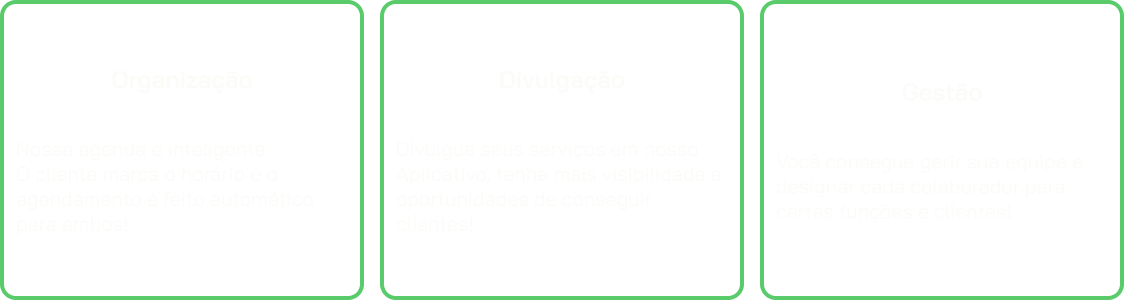 Organização
Nossa agenda é inteligente
O cliente marca o horário e o
agendamento é feito automático
para ambos!
Divulgação
Divulgue seus serviços em nosso
Aplicativo, tenha mais visibilidade e
oportunidades de conseguir
clientes!
Gestão
Você consegue gerir sua equipe e
designar cada colaborador para
certas funções e clientes!